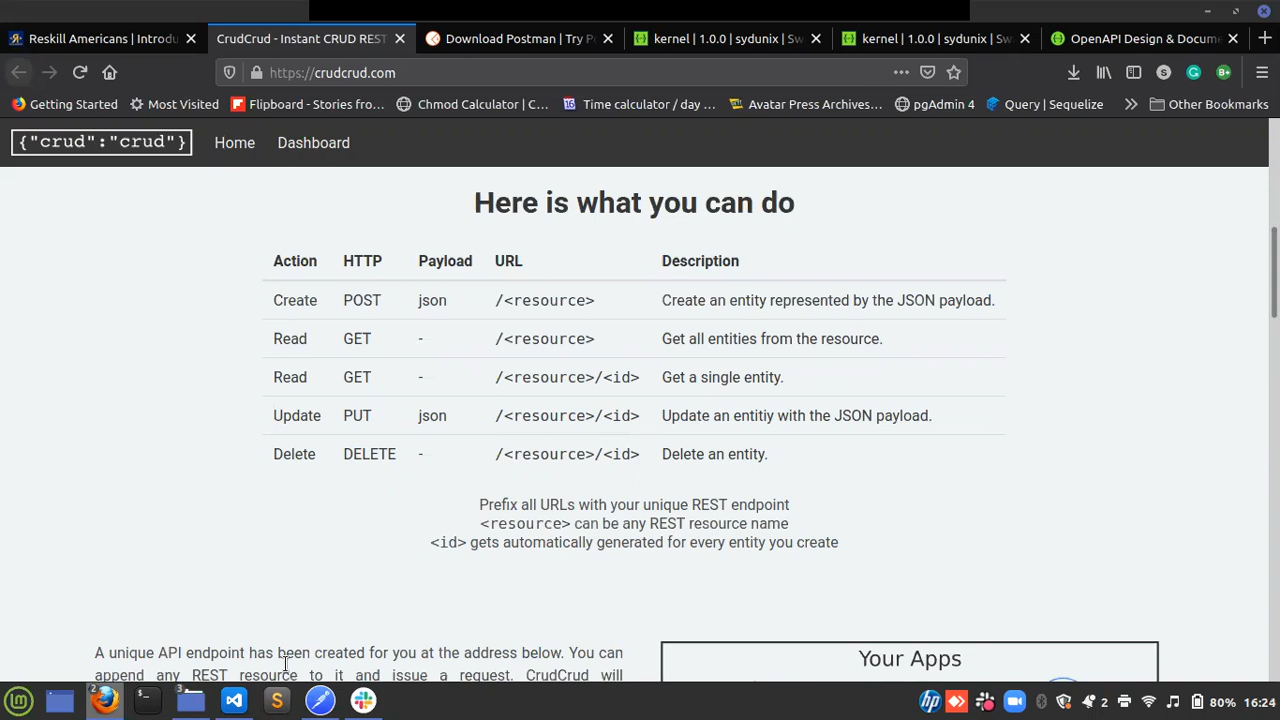 Reskill Americans | Introdu
CrudCrud - Instant CRUD REST
Download Postman | Try P
kernel | 1.0.0 | sydunix | Sw
kernel | 1.0.0 | sydunix | Sw
OpenAPI Design & Docume
https://crudcrud.com
Getting Started
Most Visited
Flipboard - Stories fro...
Chmod Calculator | C...
16 Time calculator / day ...
Avatar Press Archives...
pgAdmin 4
Query | Sequelize
Other Bookmarks
{"crud":"crud"}
Home
Dashboard
Here is what you can do
Action HTTP Payload URL Description
Create POST json /<resource> Create an entity represented by the JSON payload.
Read GET - /<resource> Get all entities from the resource.
Read GET - /<resource>/<id> Get a single entity.
Update PUT json /<resource>/<id> Update an entitiy with the JSON payload.
Delete DELETE - /<resource>/<id> Delete an entity.
Prefix all URLs with your unique REST endpoint
<resource> can be any REST resource name
<id> gets automatically generated for every entity you create
A unique API endpoint has been created for you at the address below. You can
append any REST resource to it and issue a request. CrudCrud will
Your Apps
2
3
2
80%
16:24